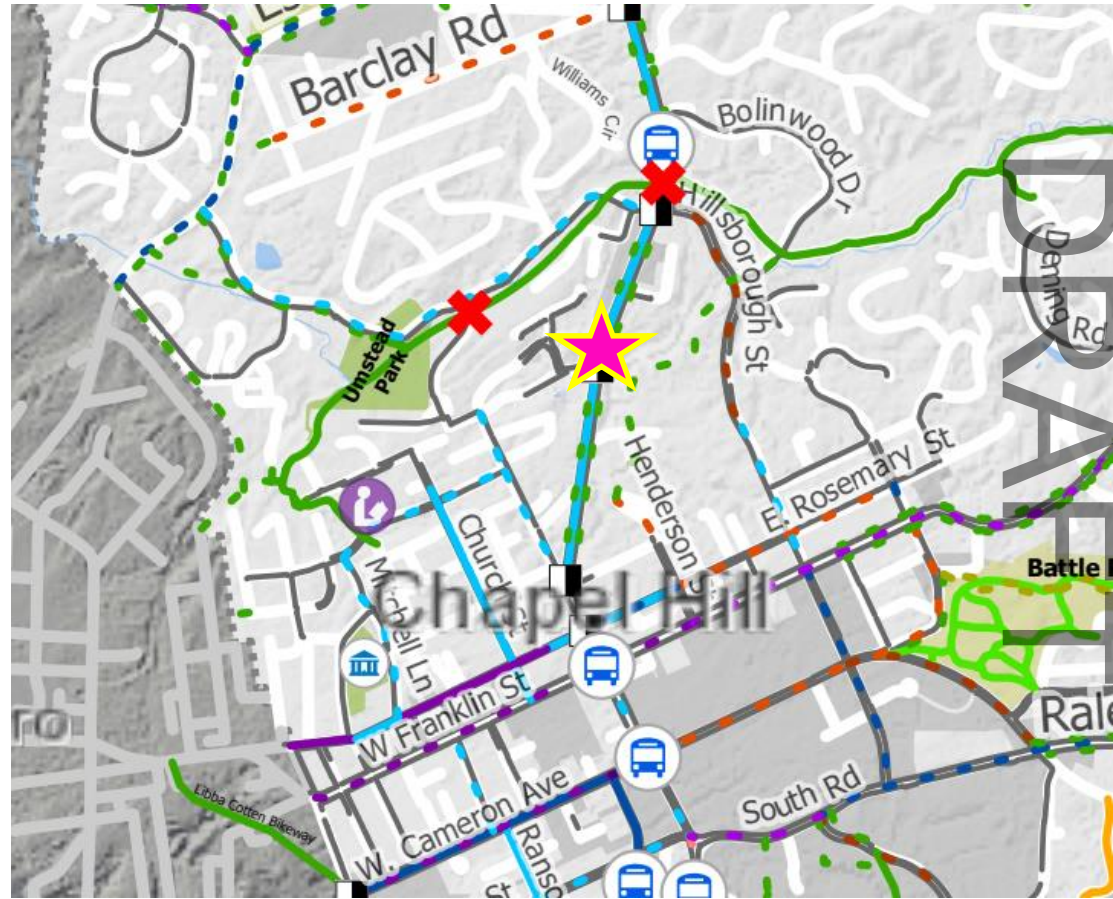 Barclay Rd
Williams Cir
Bolinwood Dr
Hillsborough St
DRAFT
Deming
Rd
Umstead
Park
Henderson
E. Rosemary St
Church St
Battle
Chapel Hill
Mitchell Ln
W Franklin St
ro
Rale
Libba Cotten Bikeway
W. Cameron Ave
South Rd
Ranso
St